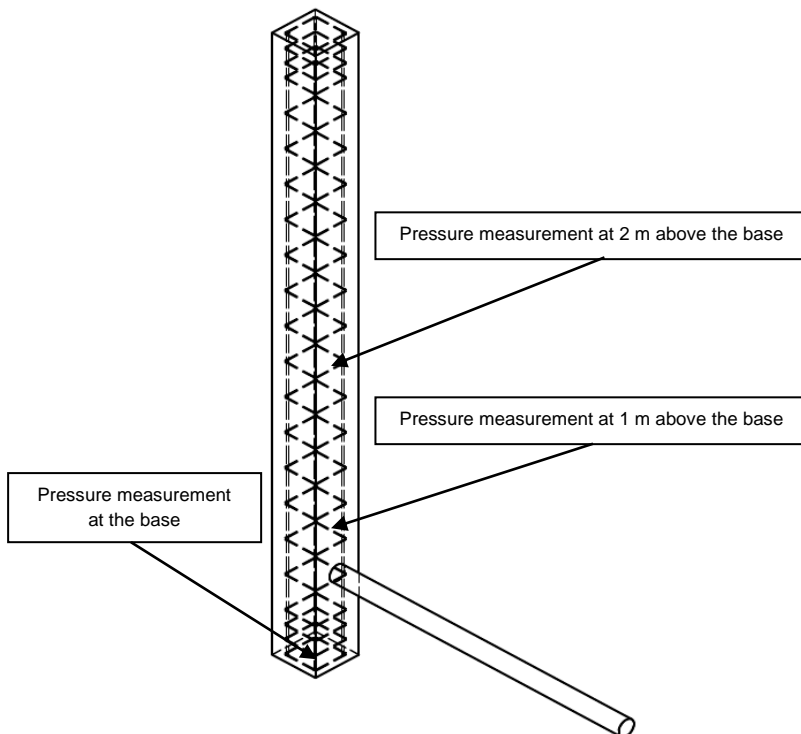 Pressure measurement at 2 m above the base
Pressure measurement at 1 m above the base
Pressure measurement
at the base